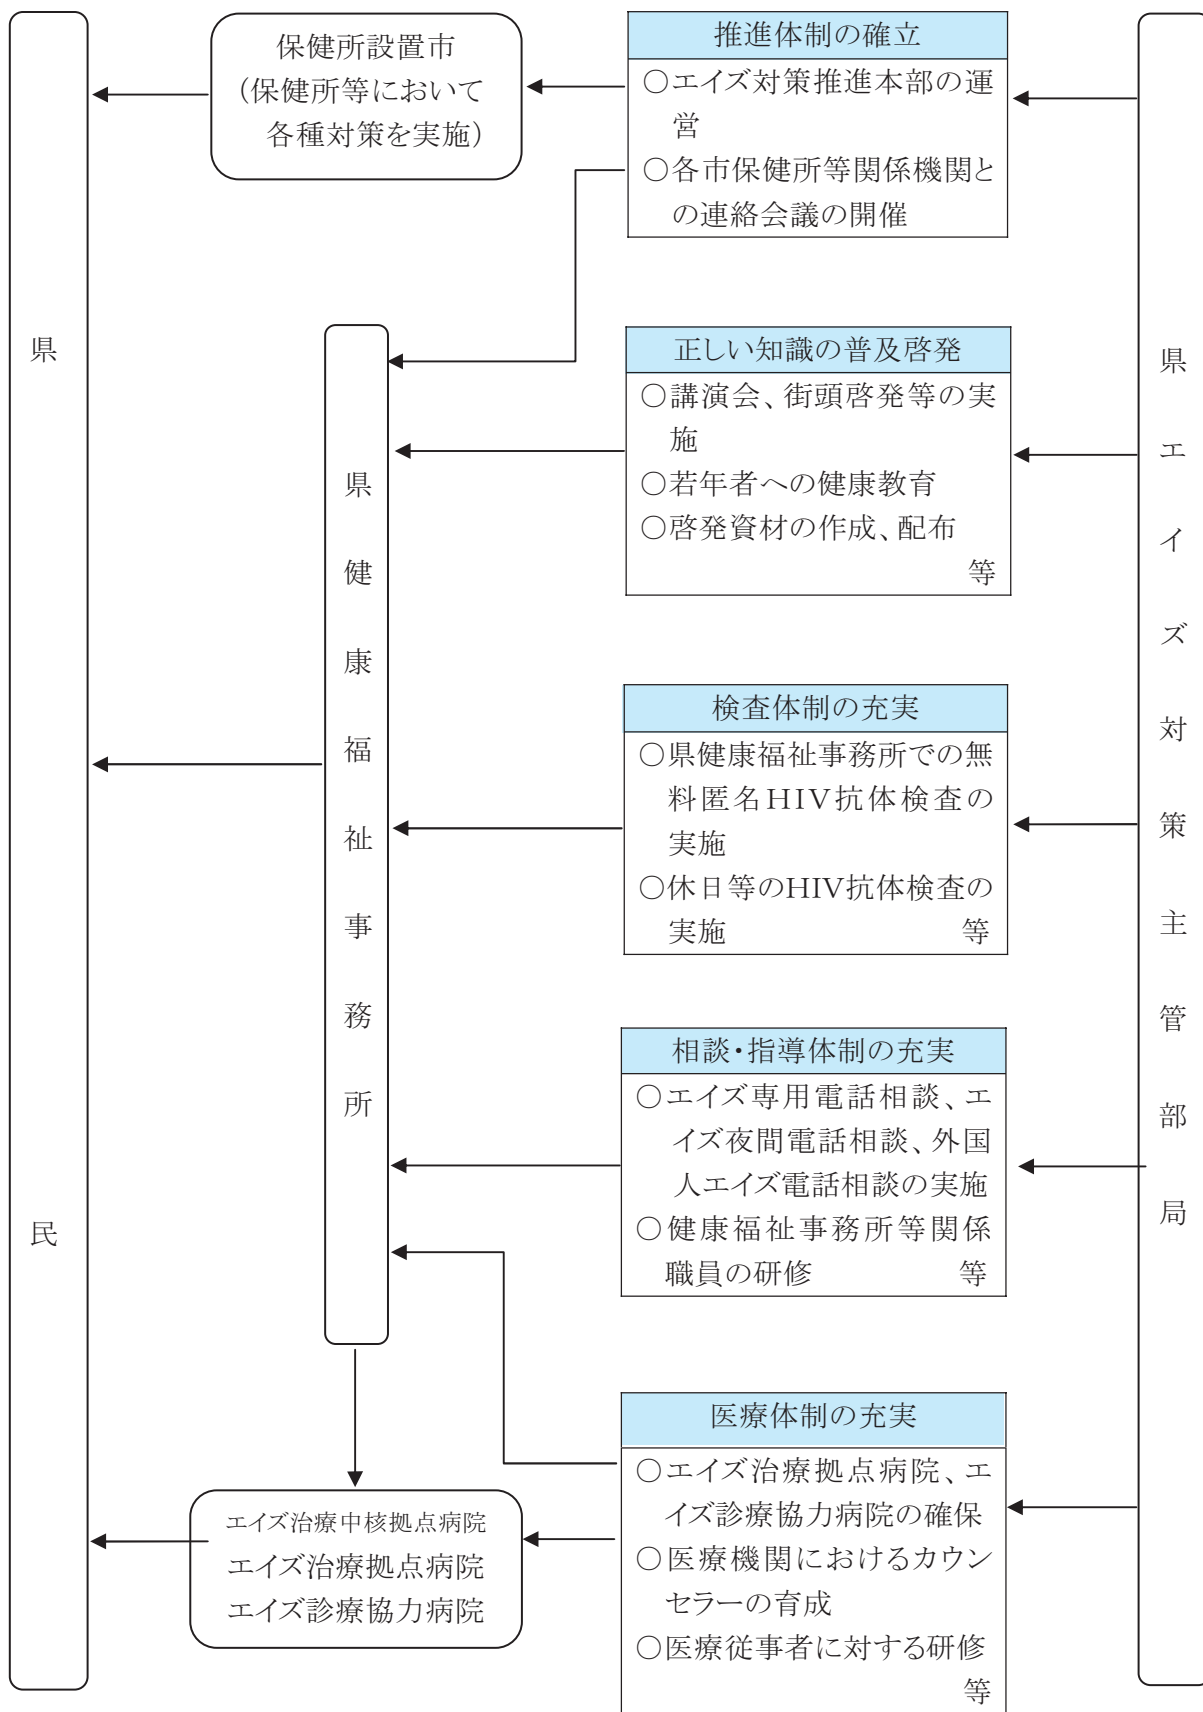 保健所設置市
(保健所等において
各種対策を実施)
推進体制の確立
○エイズ対策推進本部の運
営
○各市保健所等関係機関と
の連絡会議の開催
県民
県健康福祉事務所
正しい知識の普及啓発
○講演会、街頭啓発等の実
施
○若年者への健康教育
○啓発資材の作成、配布
等
県エイズ対策主管部局
検査体制の充実
○県健康福祉事務所での無
料匿名HIV抗体検査の
実施
○休日等のHIV抗体検査の
実施 等
相談・指導体制の充実
○エイズ専用電話相談、エ
イズ夜間電話相談、外国
人エイズ電話相談の実施
○健康福祉事務所等関係
職員の研修 等
医療体制の充実
○エイズ治療拠点病院、エ
イズ診療協力病院の確保
○医療機関におけるカウン
セラーの育成
○医療従事者に対する研修
等
エイズ治療中核拠点病院
エイズ治療拠点病院
エイズ診療協力病院